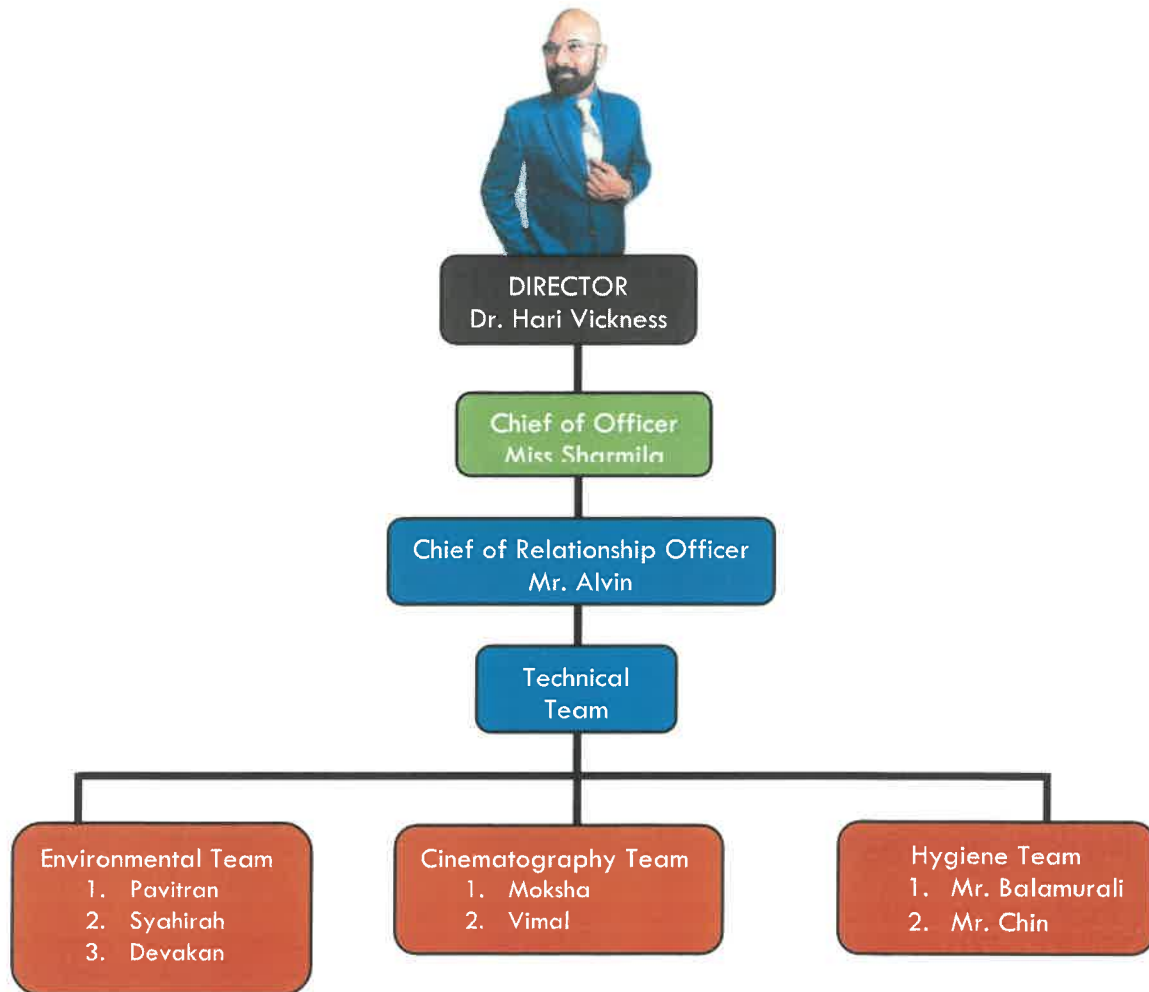 DIRECTOR
Dr. Hari Vickness
Chief of Officer
Miss Sharmila
Chief of Relationship Officer
Mr. Alvin
Technical
Team
Environmental Team
1. Pavitran
2. Syahirah
3. Devakan
Cinematography Team
1. Moksha
2. Vimal
Hygiene Team
1. Mr. Balamurali
2. Mr. Chin